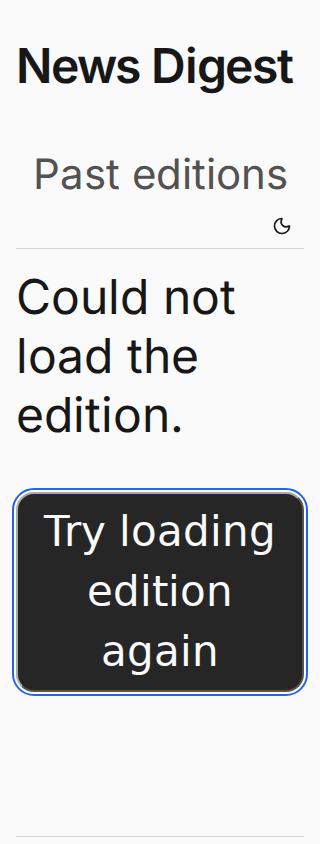 News Digest
Past editions
Could not
load the
edition.
Try loading
edition
again